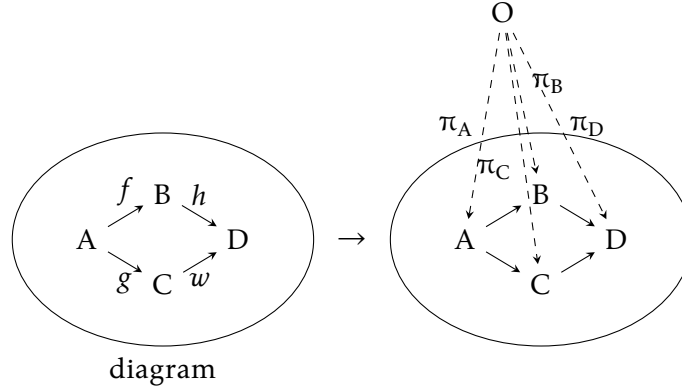 O
π_B
π_A π_D
π_C
f B h B
A D → A D
g C w C
diagram